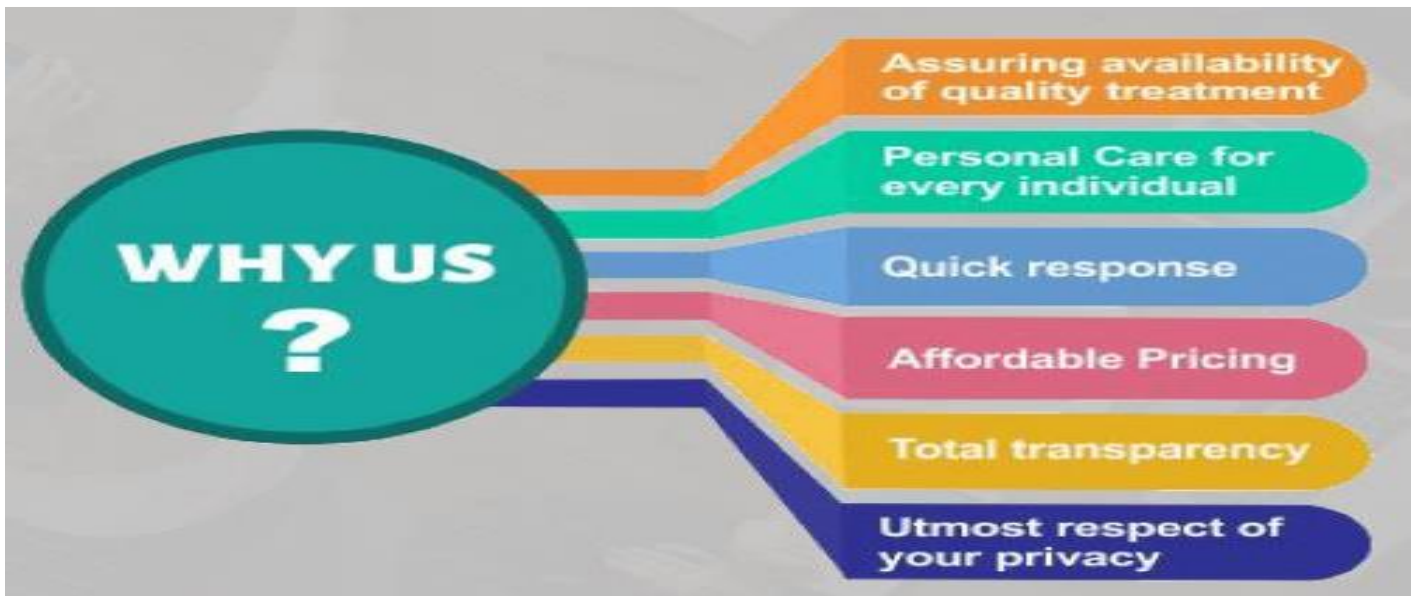 WHY US
?
Assuring availability
of quality treatment
Personal Care for
every individual
Quick response
Affordable Pricing
Total transparency
Utmost respect of
your privacy